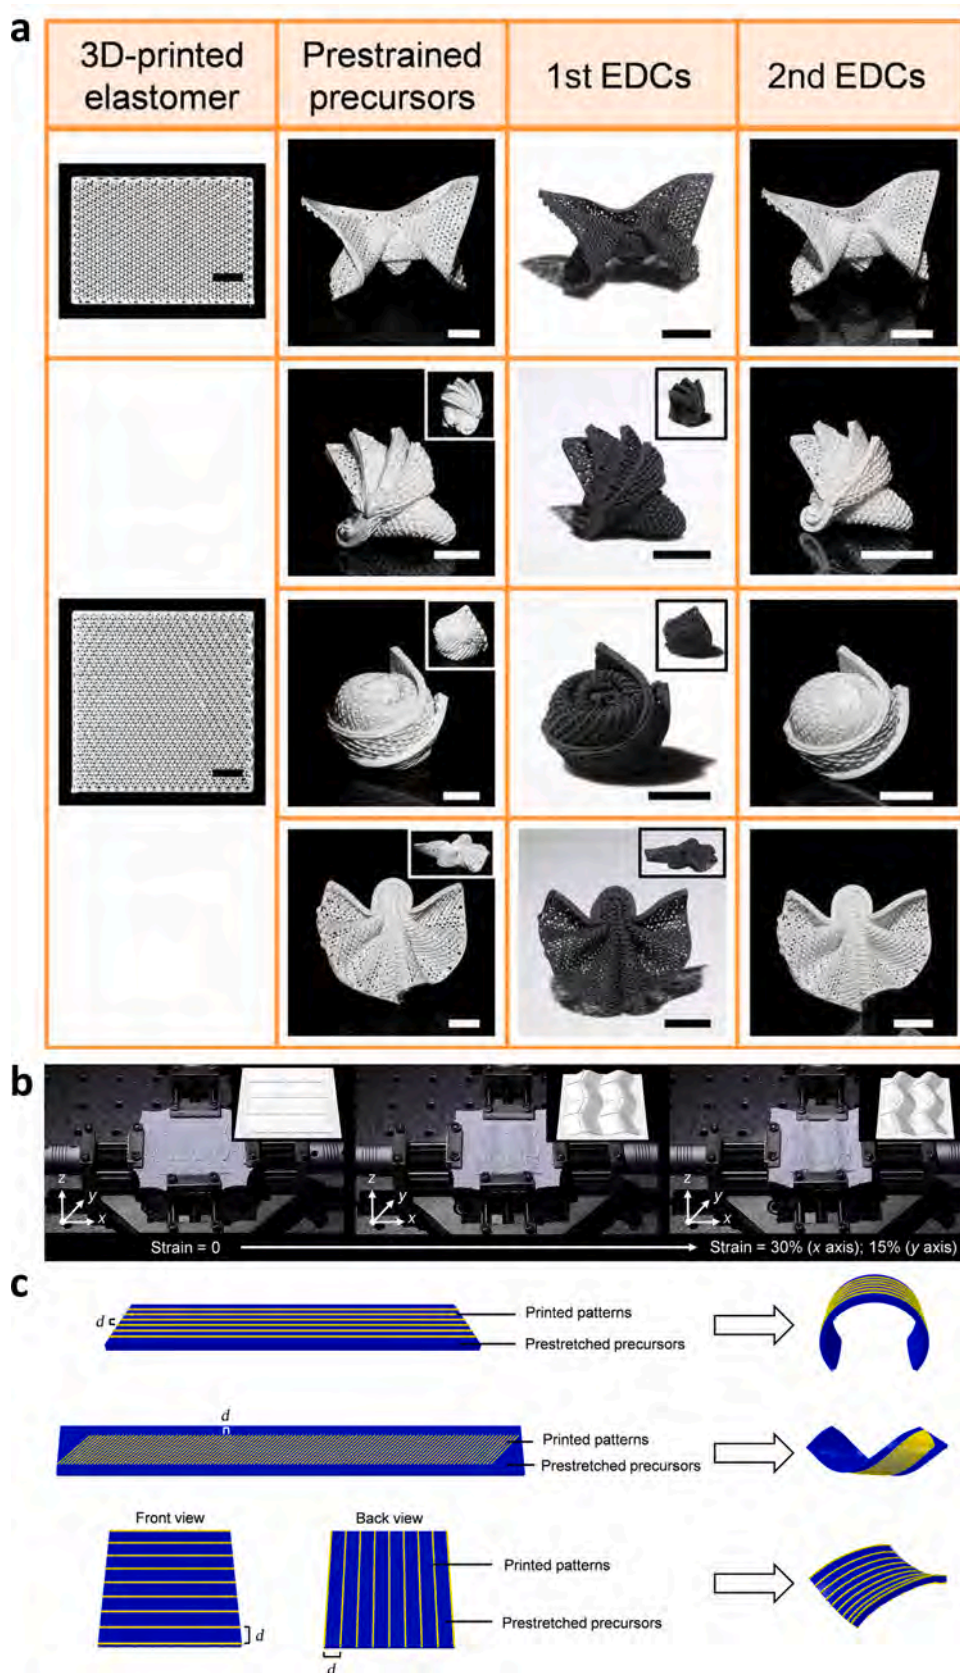 a
3D-printed
elastomer
Prestrained
precursors
1st EDCs
2nd EDCs
b
z
y
x
z
y
x
z
y
x
Strain = 0
Strain = 30% (x axis); 15% (y axis)
c
d
Printed patterns
Prestretched precursors
d
Printed patterns
Prestretched precursors
Front view
Back view
Printed patterns
d
Prestretched precursors
d